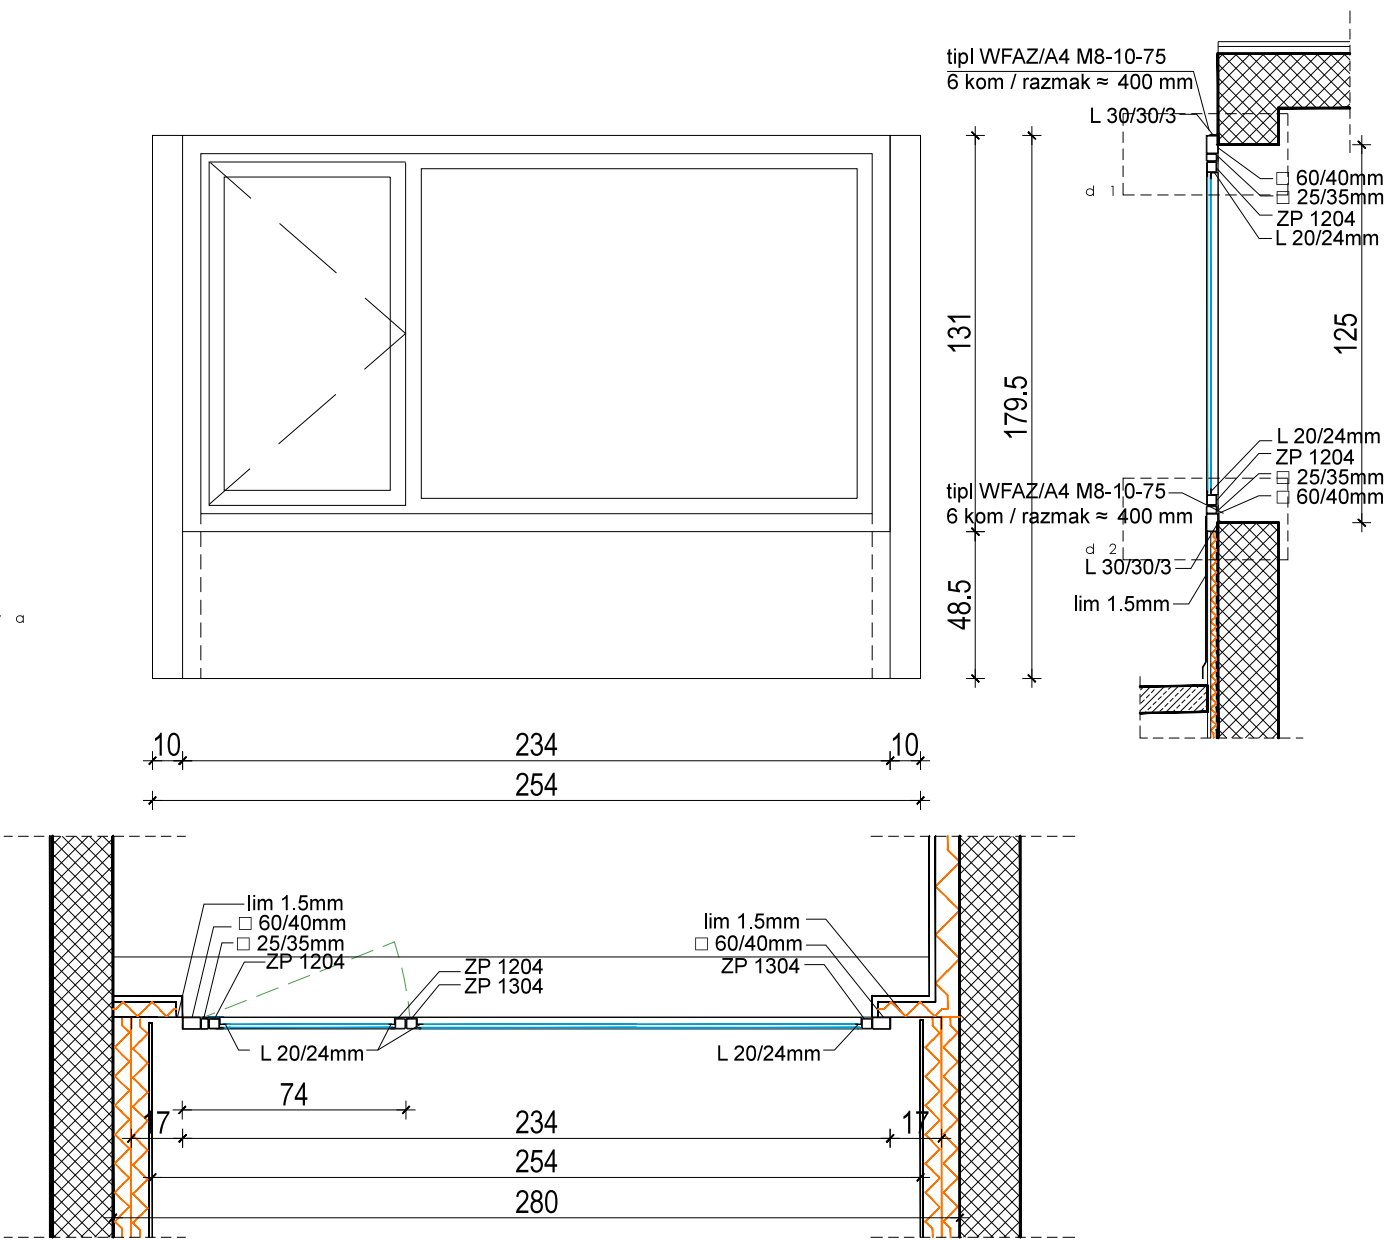 tipl WFAZ/A4 M8-10-75
6 kom / razmak ≈ 400 mm
L 30/30/3
d 1
□ 60/40mm
□ 25/35mm
ZP 1204
L 20/24mm
131
179.5
125
48.5
L 20/24mm
ZP 1204
□ 25/35mm
□ 60/40mm
tipl WFAZ/A4 M8-10-75
6 kom / razmak ≈ 400 mm
d 2
L 30/30/3
lim 1.5mm
a
10
234
10
254
lim 1.5mm
□ 60/40mm
□ 25/35mm
ZP 1204
ZP 1204
ZP 1304
lim 1.5mm
□ 60/40mm
ZP 1304
L 20/24mm
L 20/24mm
74
17
234
17
254
280